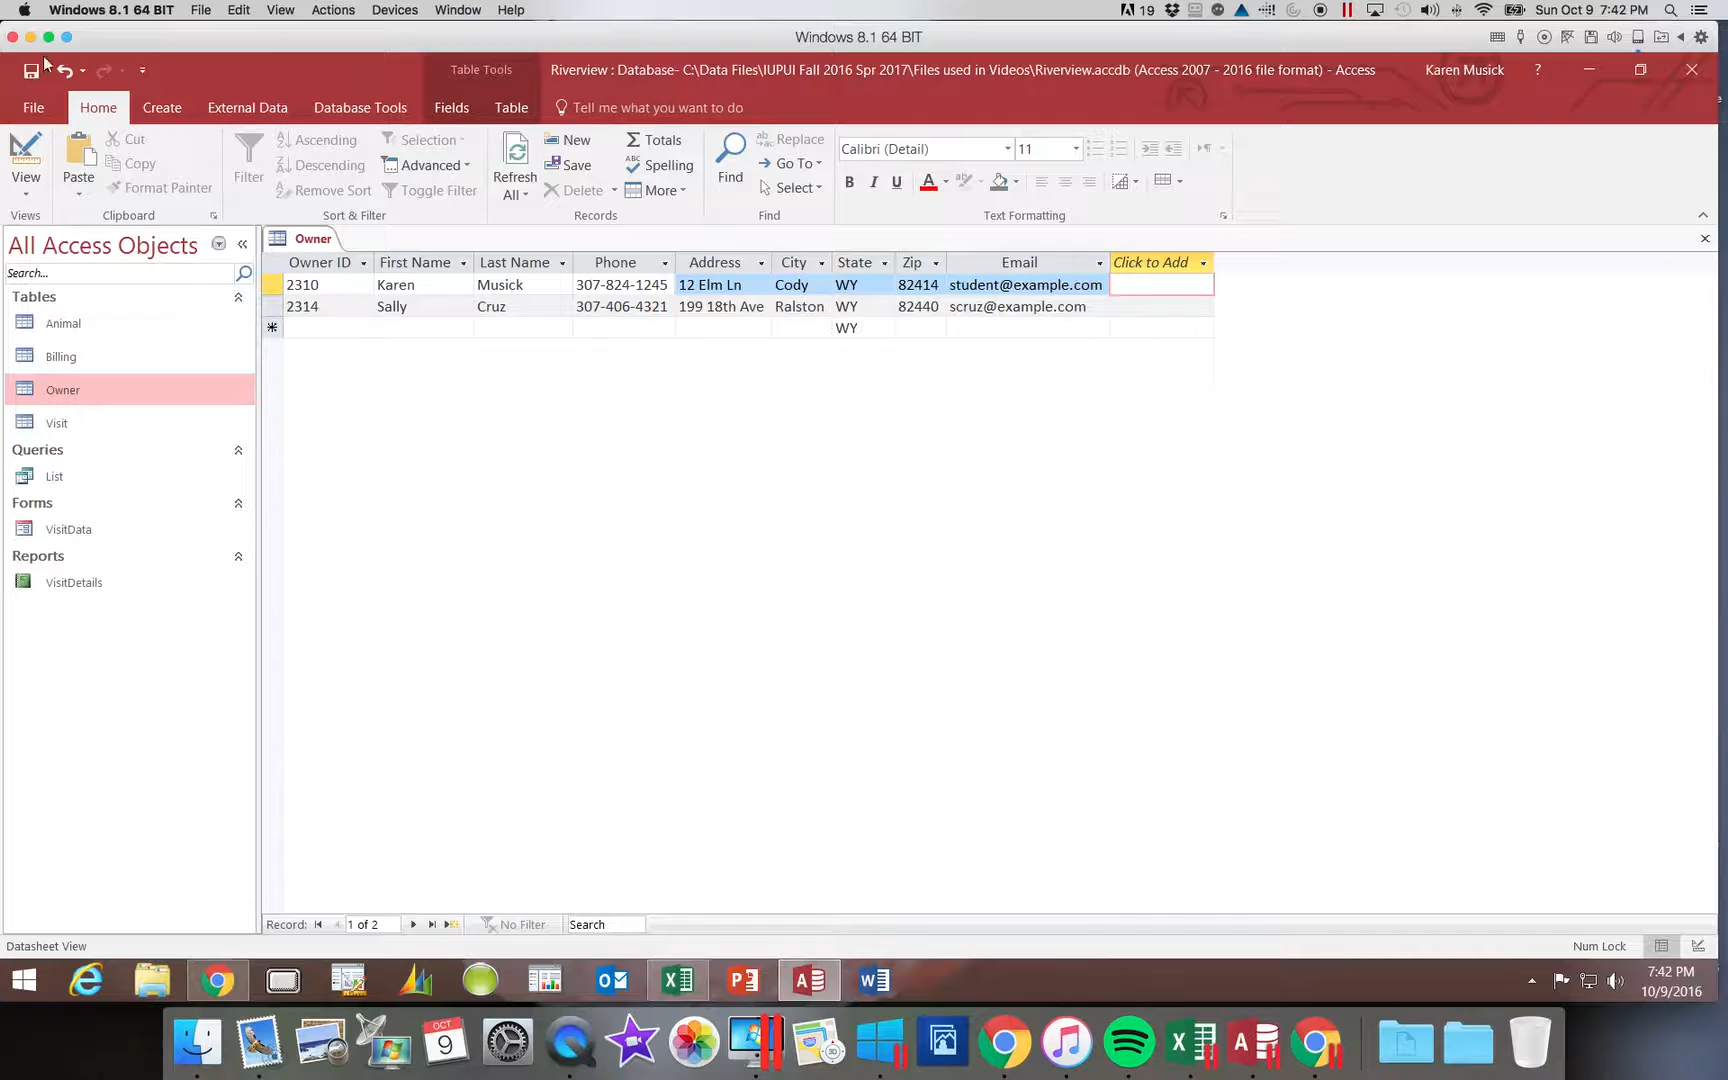 Windows 8.1 64 BIT File Edit View Actions Devices Window Help 19 Sun Oct 9 7:42 PM
Windows 8.1 64 BIT
Table Tools Riverview : Database- C:\Data Files\IUPUI Fall 2016 Spr 2017\Files used in Videos\Riverview.accdb (Access 2007 - 2016 file format) - Access Karen Musick ?
File Home Create External Data Database Tools Fields Table Tell me what you want to do
Cut Ascending Selection New Totals Replace Calibri (Detail) 11
Copy Descending Advanced Save Spelling Go To
View Paste Filter Refresh Find
Format Painter Remove Sort Toggle Filter All Delete More Select B I U A
Views Clipboard Sort & Filter Records Find Text Formatting
All Access Objects Owner
Search...
Owner ID First Name Last Name Phone Address City State Zip Email Click to Add
2310 Karen Musick 307-824-1245 12 Elm Ln Cody WY 82414 student@example.com
2314 Sally Cruz 307-406-4321 199 18th Ave Ralston WY 82440 scruz@example.com
WY
Tables
Animal
Billing
Owner
Visit
Queries
List
Forms
VisitData
Reports
VisitDetails
Record: 1 of 2 No Filter Search
Datasheet View Num Lock
7:42 PM
10/9/2016
OCT
9